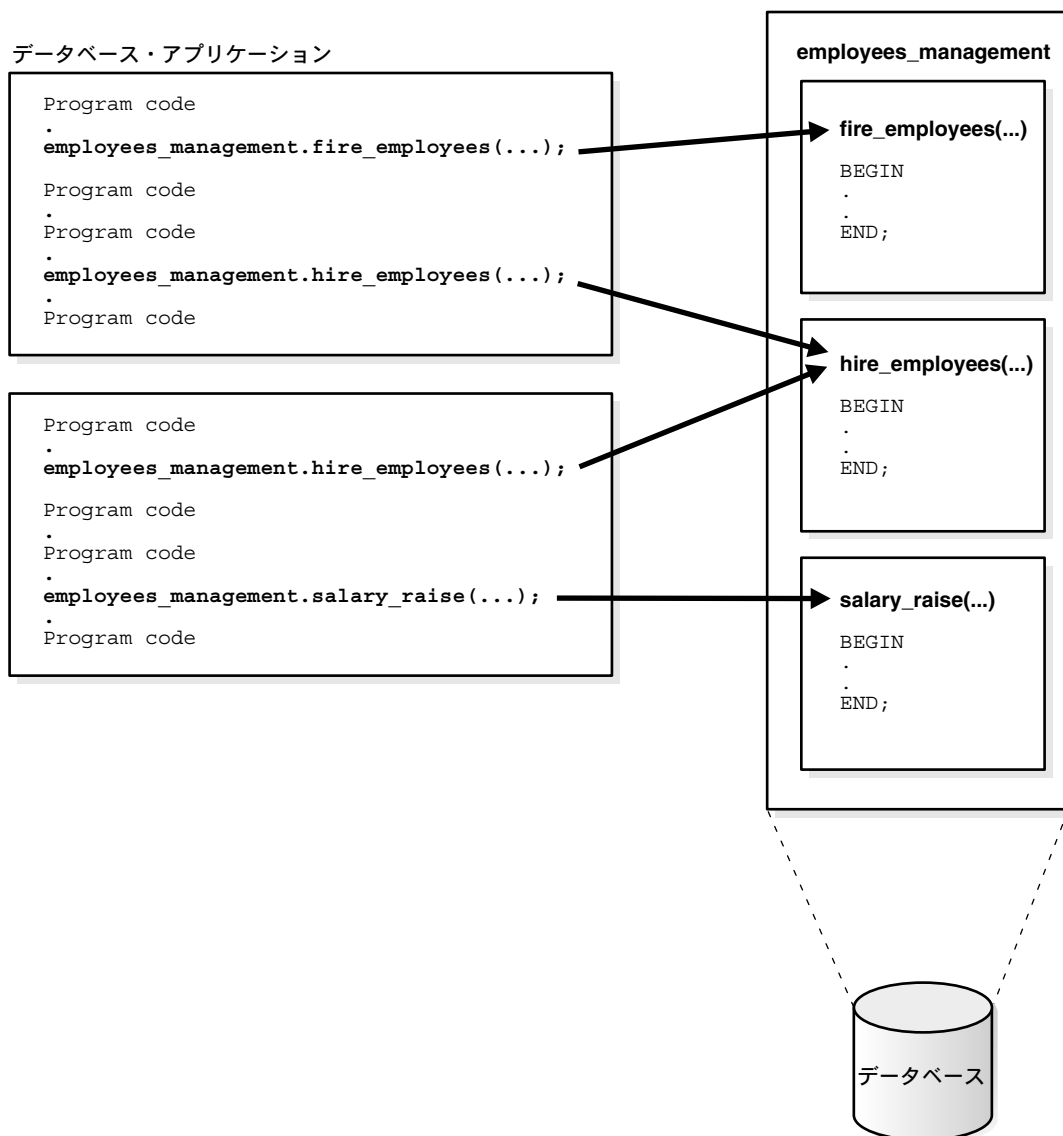 データベース・アプリケーション
Program code
.
employees_management.fire_employees(...);
Program code
.
Program code
.
employees_management.hire_employees(...);
.
Program code
Program code
.
employees_management.hire_employees(...);
Program code
.
Program code
.
employees_management.salary_raise(...);
.
Program code
employees_management
fire_employees(...)
BEGIN
.
.
END;
hire_employees(...)
BEGIN
.
.
END;
salary_raise(...)
BEGIN
.
.
END;
データベース